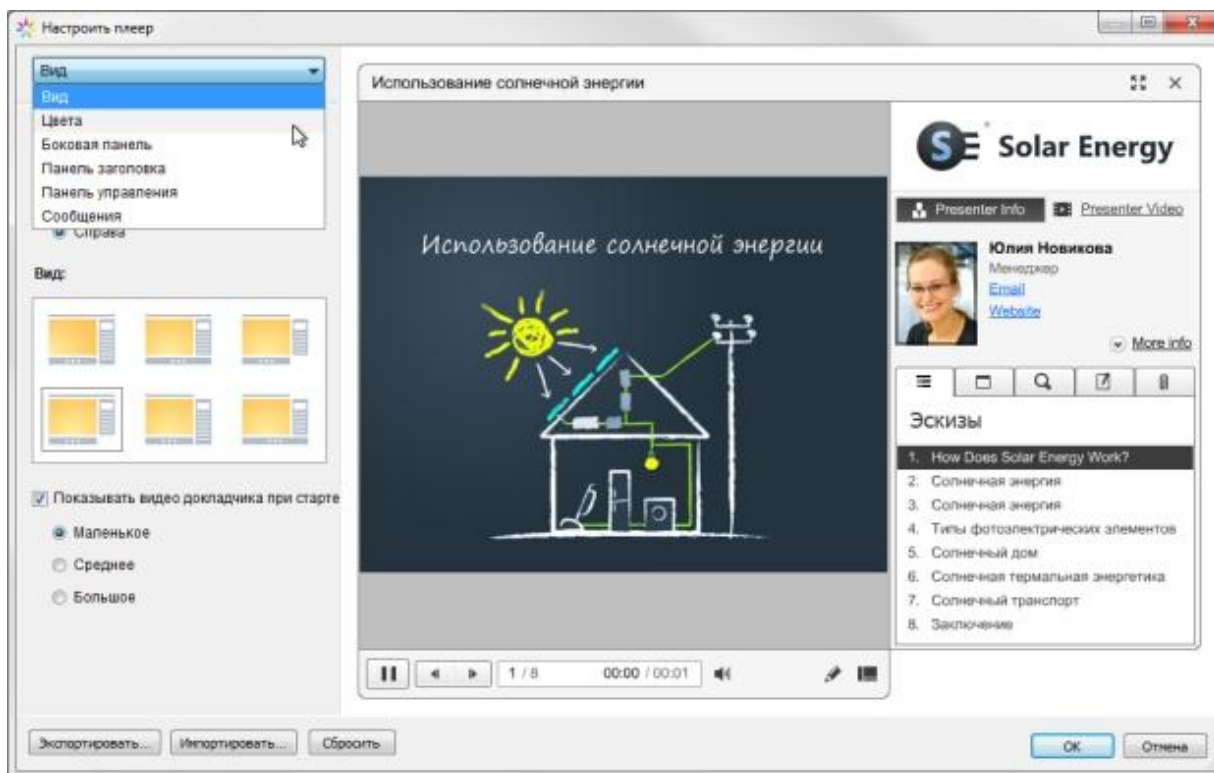 Настроить плеер
Вид
Вид
Цвета
Боковая панель
Панель заголовка
Панель управления
Сообщения
Справа
Вид:
Показывать видео докладчика при старте
Маленькое
Среднее
Большое
Использование солнечной энергии
Использование солнечной энергии
1 / 8 00:00 / 00:01
SE Solar Energy
Presenter Info Presenter Video
Юлия Новикова
Менеджер
Email
Website
More info
Эскизы
1. How Does Solar Energy Work?
2. Солнечная энергия
3. Солнечная энергия
4. Типы фотоэлектрических элементов
5. Солнечный дом
6. Солнечная термальная энергетика
7. Солнечный транспорт
8. Заключение
Экспортировать... Импортировать... Сбросить
ОК Отмена